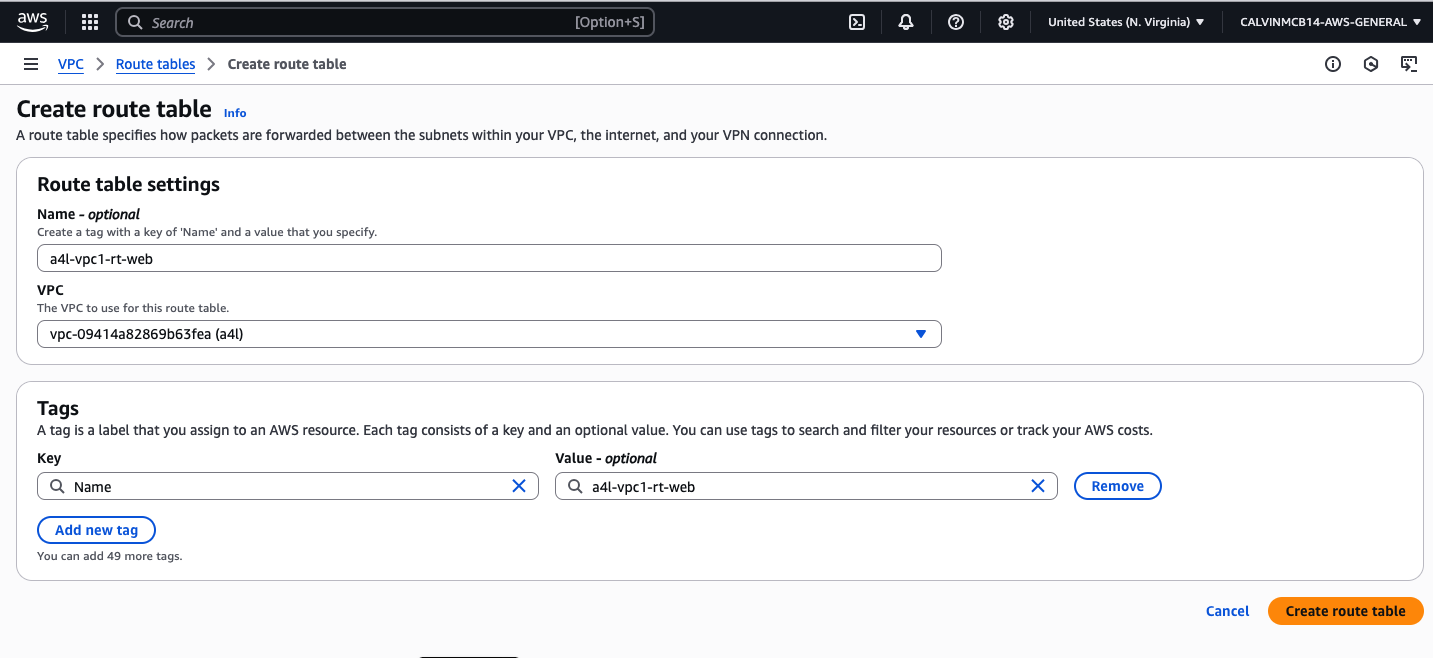 aws Search [Option+S] United States (N. Virginia) CALVINMCB14-AWS-GENERAL
VPC Route tables Create route table
Create route table Info
A route table specifies how packets are forwarded between the subnets within your VPC, the internet, and your VPN connection.
Route table settings
Name - optional
Create a tag with a key of 'Name' and a value that you specify.
a4l-vpc1-rt-web
VPC
The VPC to use for this route table.
vpc-09414a82869b63fea (a4l)
Tags
A tag is a label that you assign to an AWS resource. Each tag consists of a key and an optional value. You can use tags to search and filter your resources or track your AWS costs.
Key Value - optional
Name a4l-vpc1-rt-web Remove
Add new tag
You can add 49 more tags.
Cancel Create route table